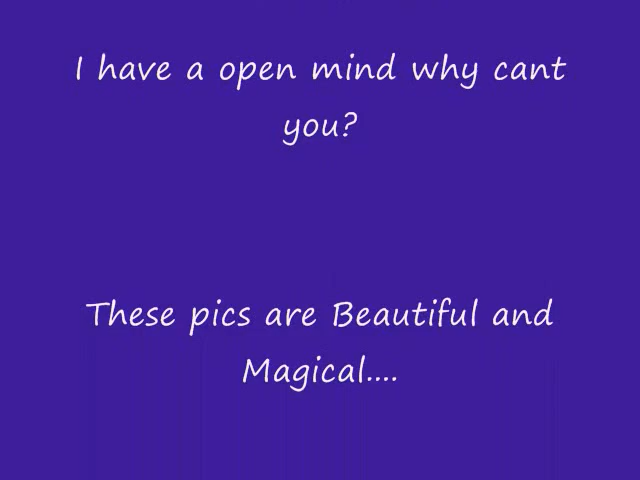 I have a open mind why cant
you?
These pics are Beautiful and
Magical....